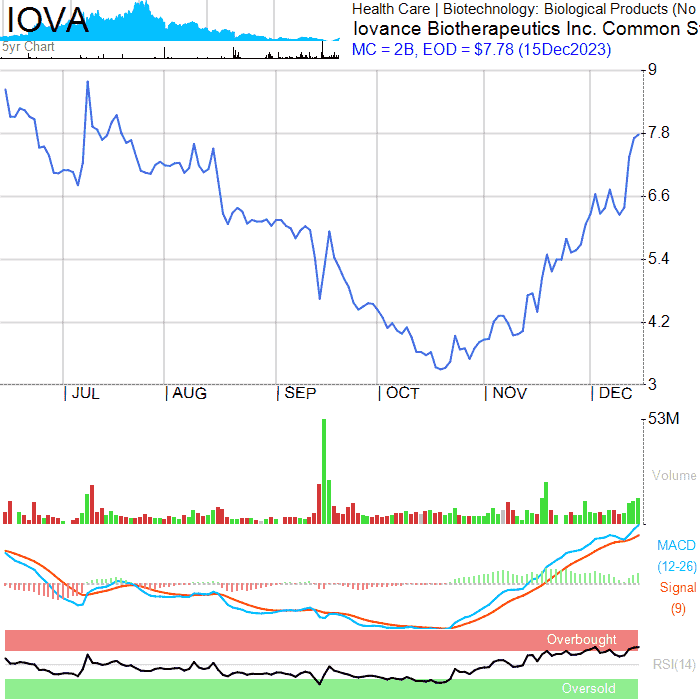 IOVA
5yr Chart
Health Care | Biotechnology: Biological Products (No
Iovance Biotherapeutics Inc. Common S
MC = 2B, EOD = $7.78 (15Dec2023)
9
7.8
6.6
5.4
4.2
3
| JUL | AUG | SEP | OCT | NOV | DEC
53M
Volume
MACD
(12-26)
Signal
(9)
Overbought
RSI(14)
Oversold